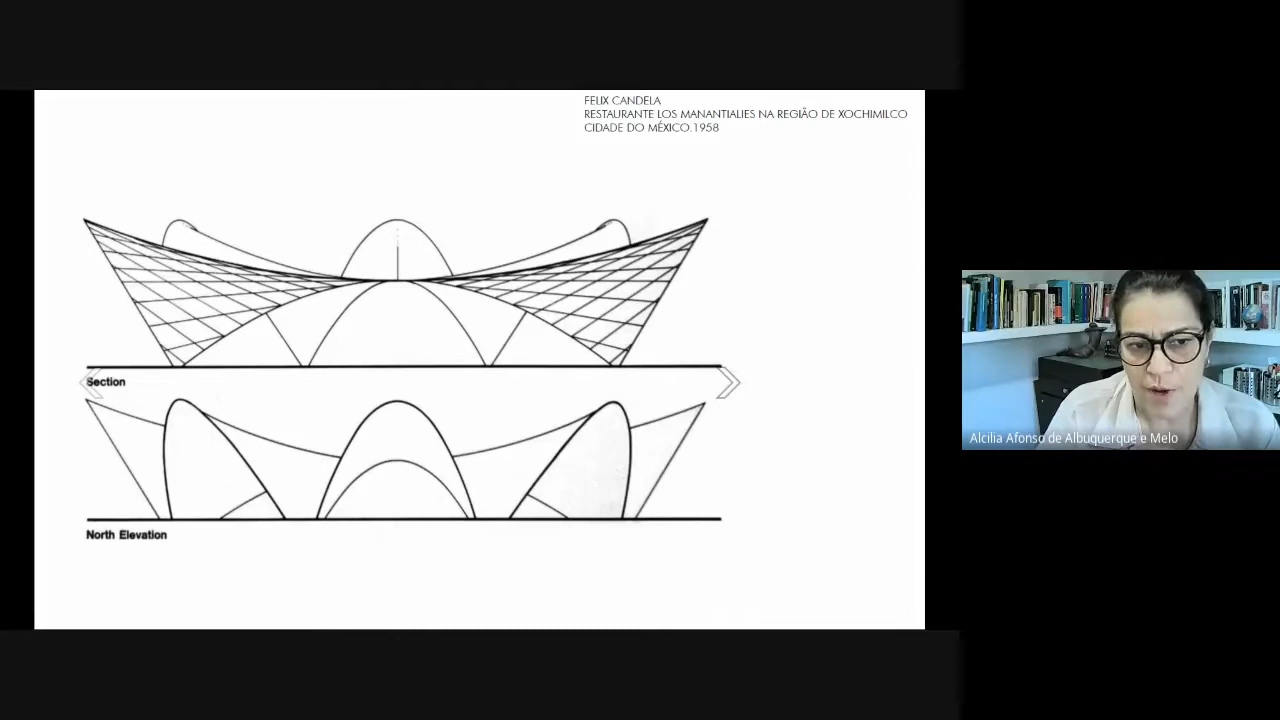 FELIX CANDELA
RESTAURANTE LOS MANANTIALIES NA REGIÃO DE XOCHIMILCO
CIDADE DO MÉXICO.1958
Section
North Elevation
Alcilia Afonso de Albuquerque e Melo